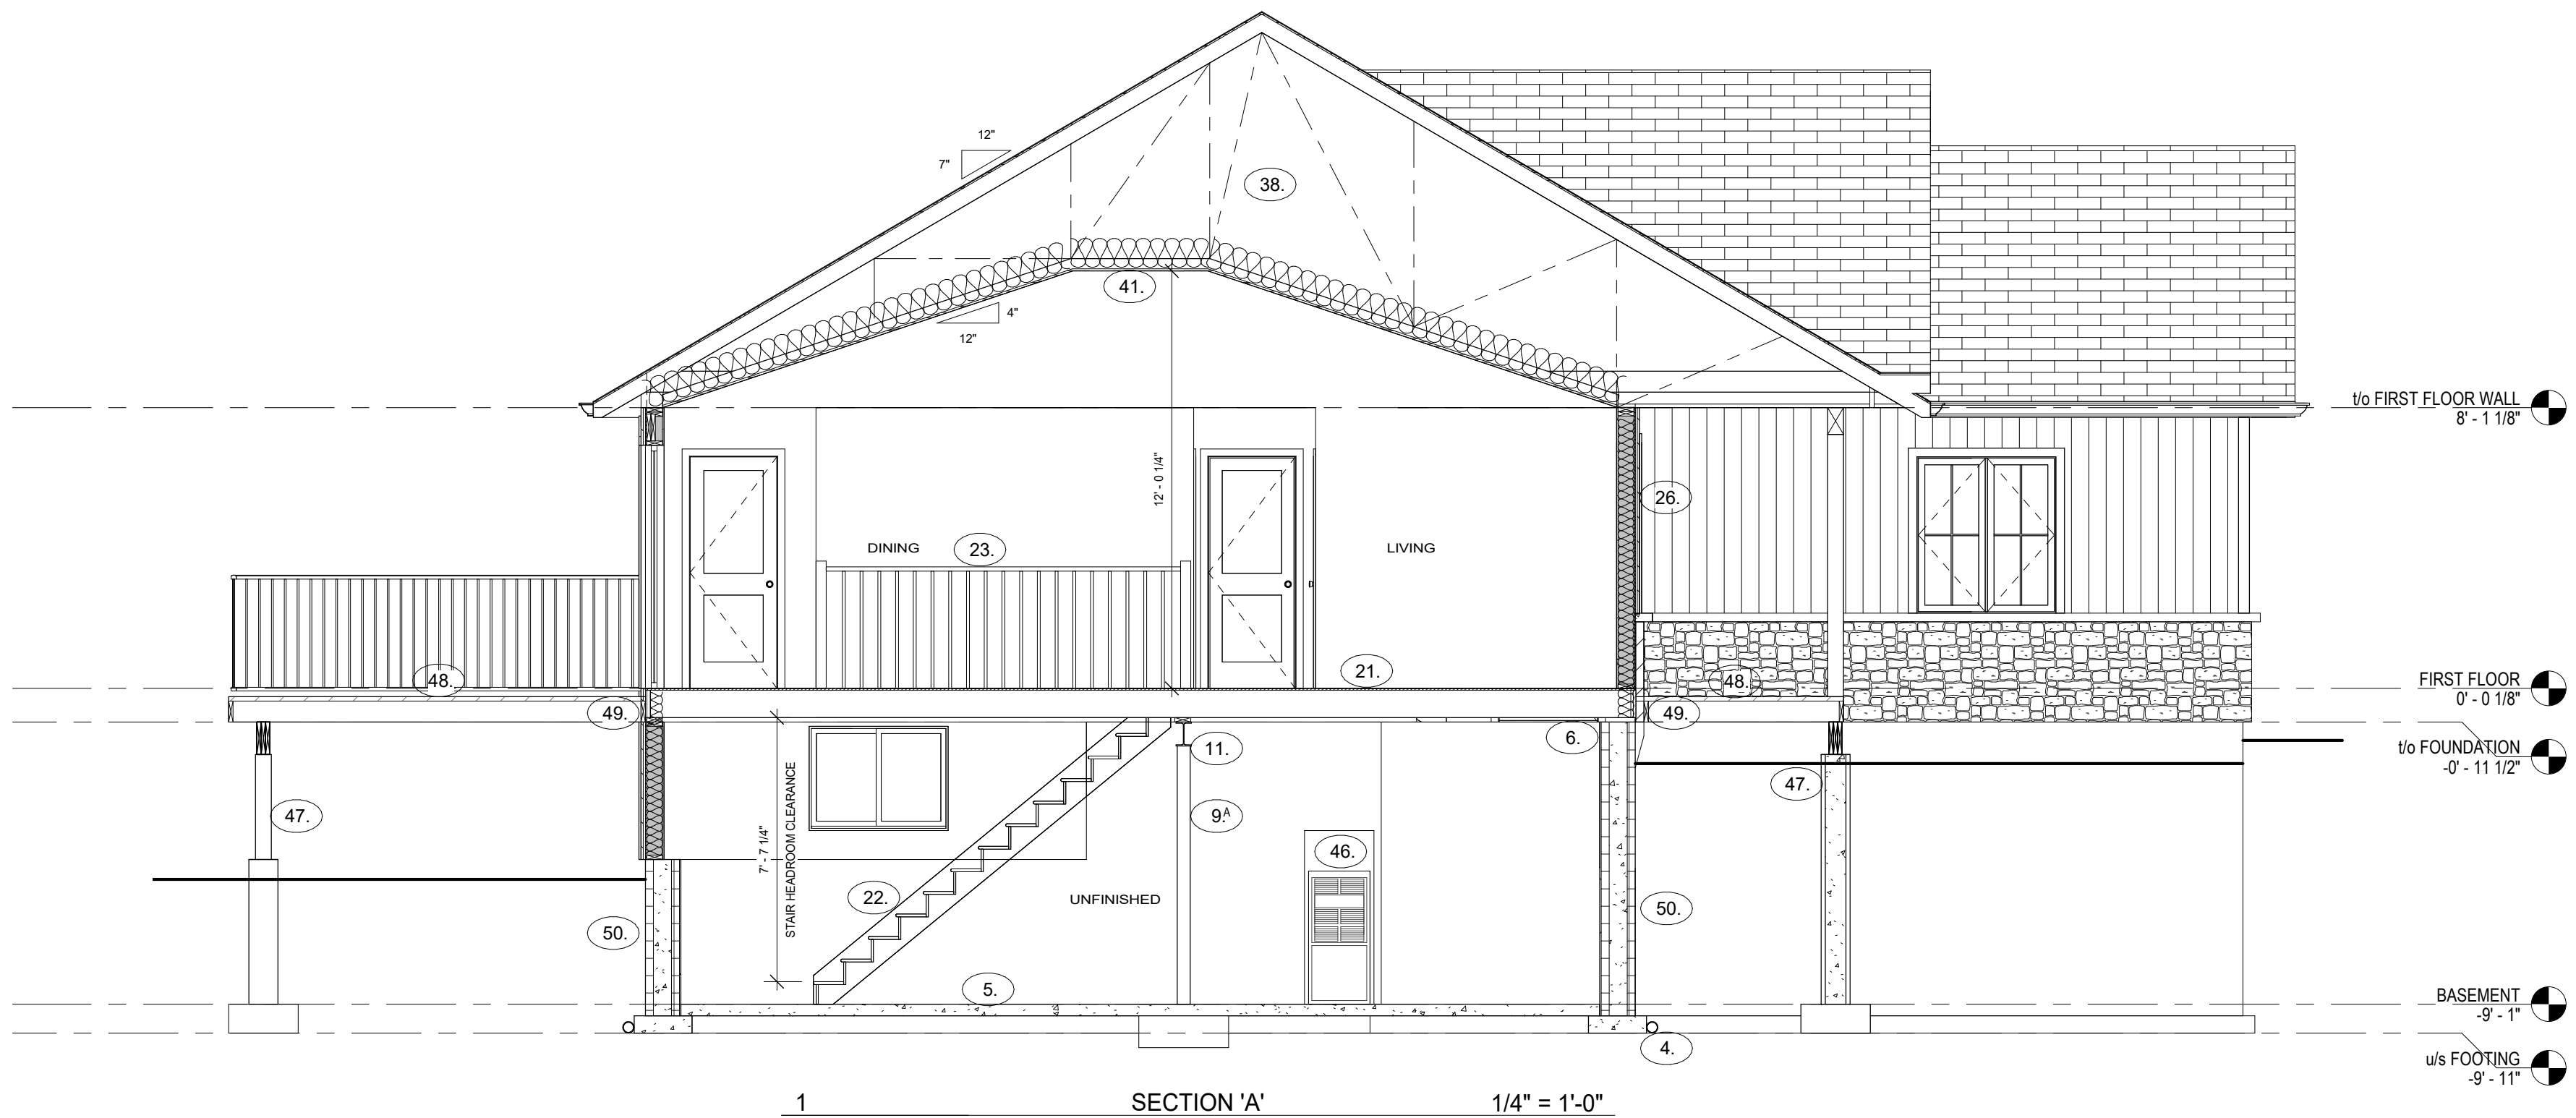 12"
7"
38.
41.
4"
12"
t/o FIRST FLOOR WALL
8' - 1 1/8"
12' - 0 1/4"
26.
DINING
23.
LIVING
21.
48.
48.
FIRST FLOOR
0' - 0 1/8"
49.
49.
6.
11.
t/o FOUNDATION
-0' - 11 1/2"
47.
47.
9.A
7' - 7 1/4"
STAIR HEADROOM CLEARANCE
46.
22.
UNFINISHED
50.
50.
5.
BASEMENT
-9' - 1"
4.
u/s FOOTING
-9' - 11"
1 SECTION 'A' 1/4" = 1'-0"